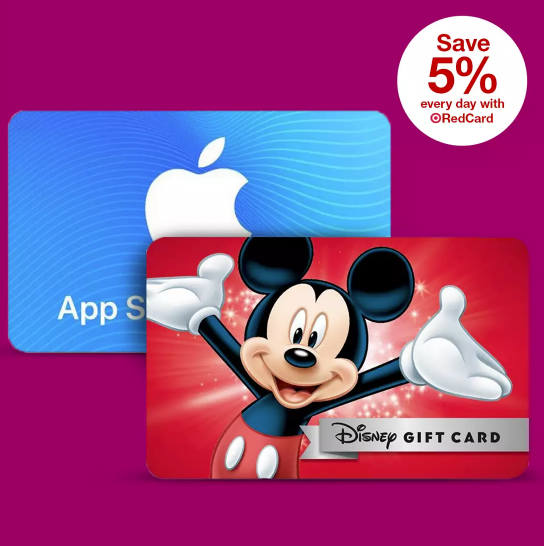 Save
5%
every day with
RedCard
App S
Disney GIFT CARD